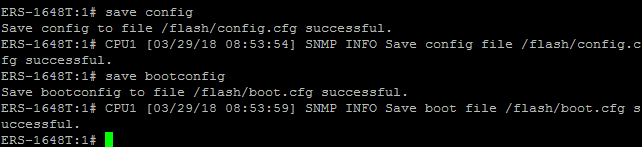 ERS-1648T:1# save config
Save config to file /flash/config.cfg successful.
ERS-1648T:1# CPU1 [03/29/18 08:53:54] SNMP INFO Save config file /flash/config.c
fg successful.
ERS-1648T:1# save bootconfig
Save bootconfig to file /flash/boot.cfg successful.
ERS-1648T:1# CPU1 [03/29/18 08:53:59] SNMP INFO Save boot file /flash/boot.cfg s
uccessful.
ERS-1648T:1#